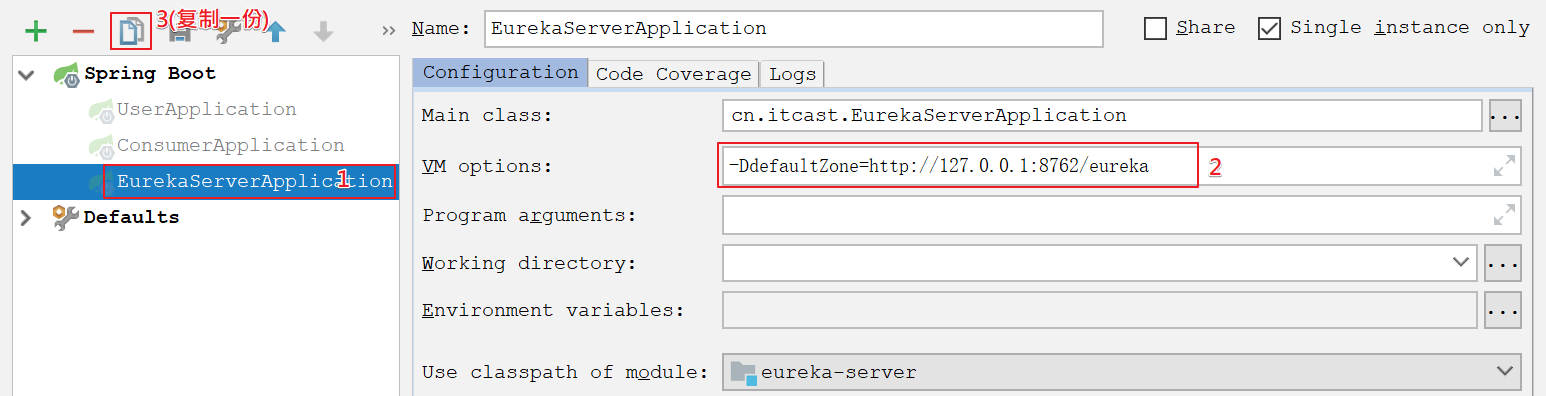 3(复制一份)
» Name: EurekaServerApplication Share Single instance only
Spring Boot
UserApplication
ConsumerApplication
EurekaServerApplication 1
Defaults
Configuration Code Coverage Logs
Main class: cn.itcast.EurekaServerApplication ...
VM options: -DdefaultZone=http://127.0.0.1:8762/eureka 2
Program arguments:
Working directory: ...
Environment variables: ...
Use classpath of module: eureka-server